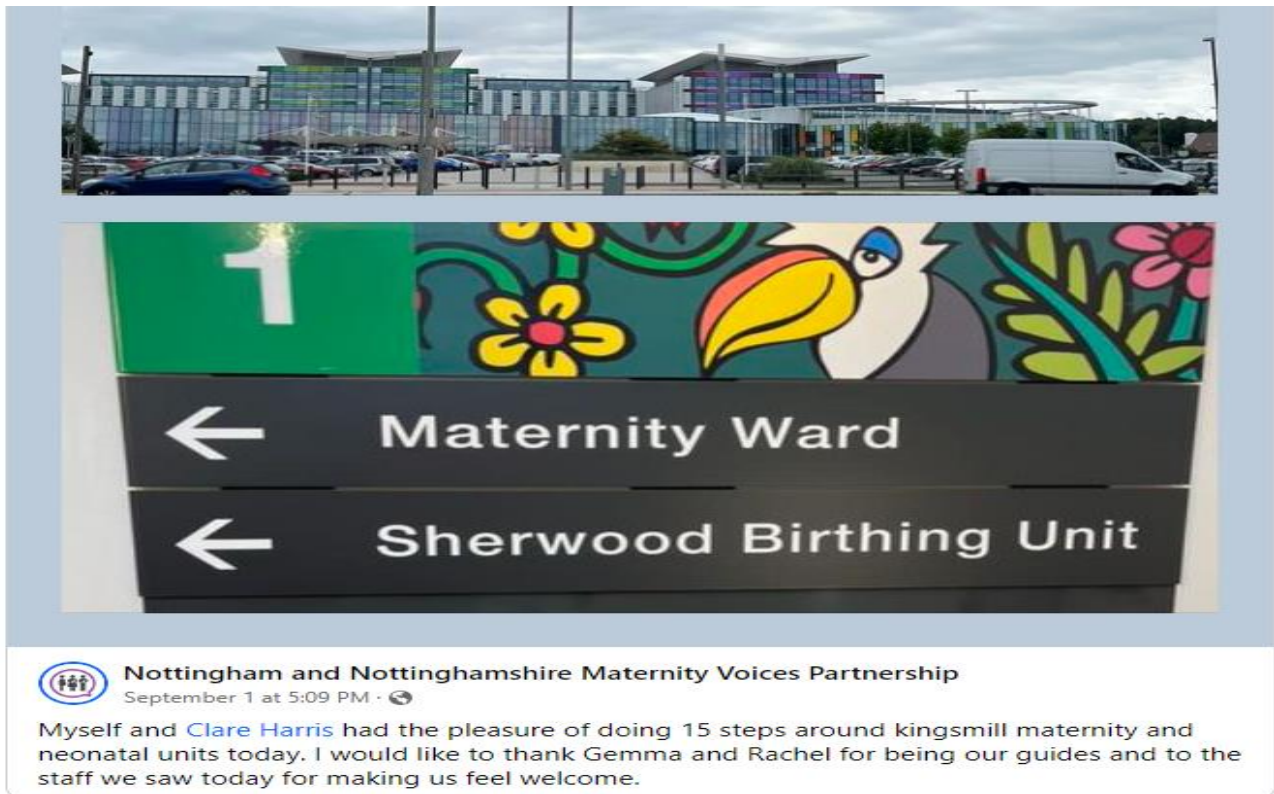 1
Maternity Ward
Sherwood Birthing Unit
Nottingham and Nottinghamshire Maternity Voices Partnership
September 1 at 5:09 PM ·
Myself and Clare Harris had the pleasure of doing 15 steps around kingsmill maternity and
neonatal units today. I would like to thank Gemma and Rachel for being our guides and to the
staff we saw today for making us feel welcome.